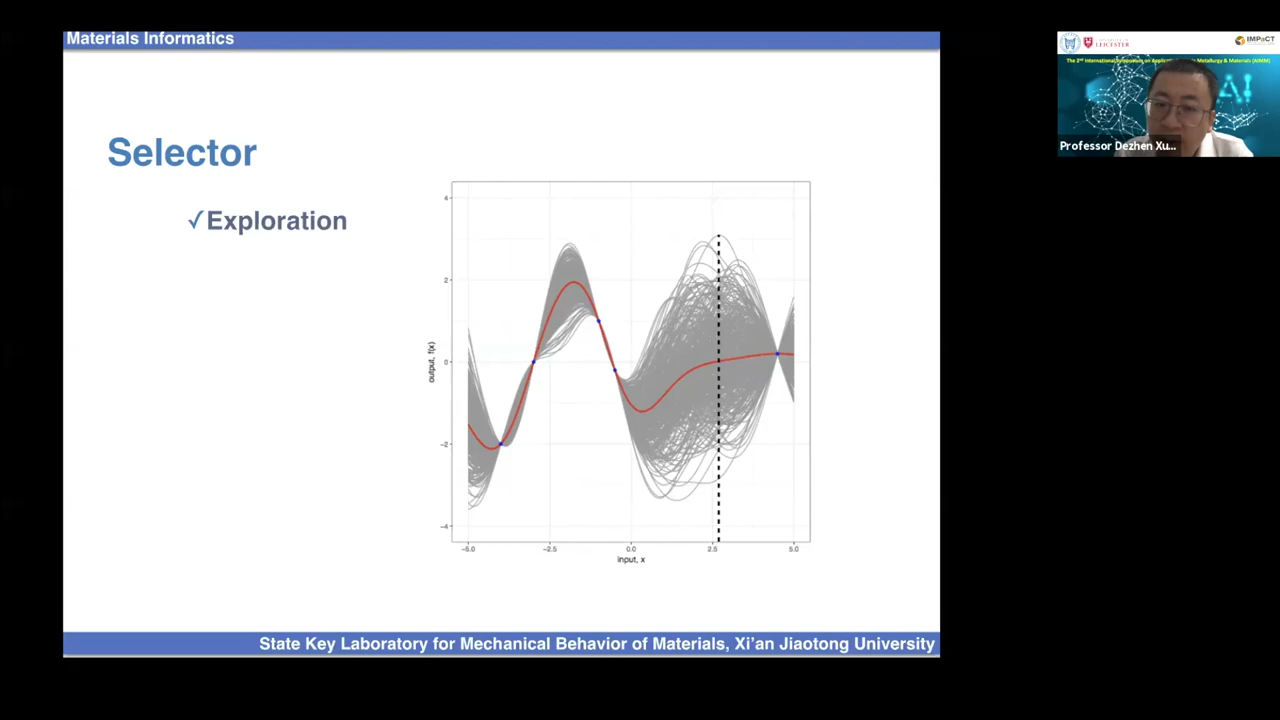 Materials Informatics
Selector
✓Exploration
4
2
0
−2
−4
output, f(x)
−5.0
−2.5
0.0
2.5
5.0
input, x
State Key Laboratory for Mechanical Behavior of Materials, Xi'an Jiaotong University
LEICESTER
IMPaCT
Professor Dezhen Xu...